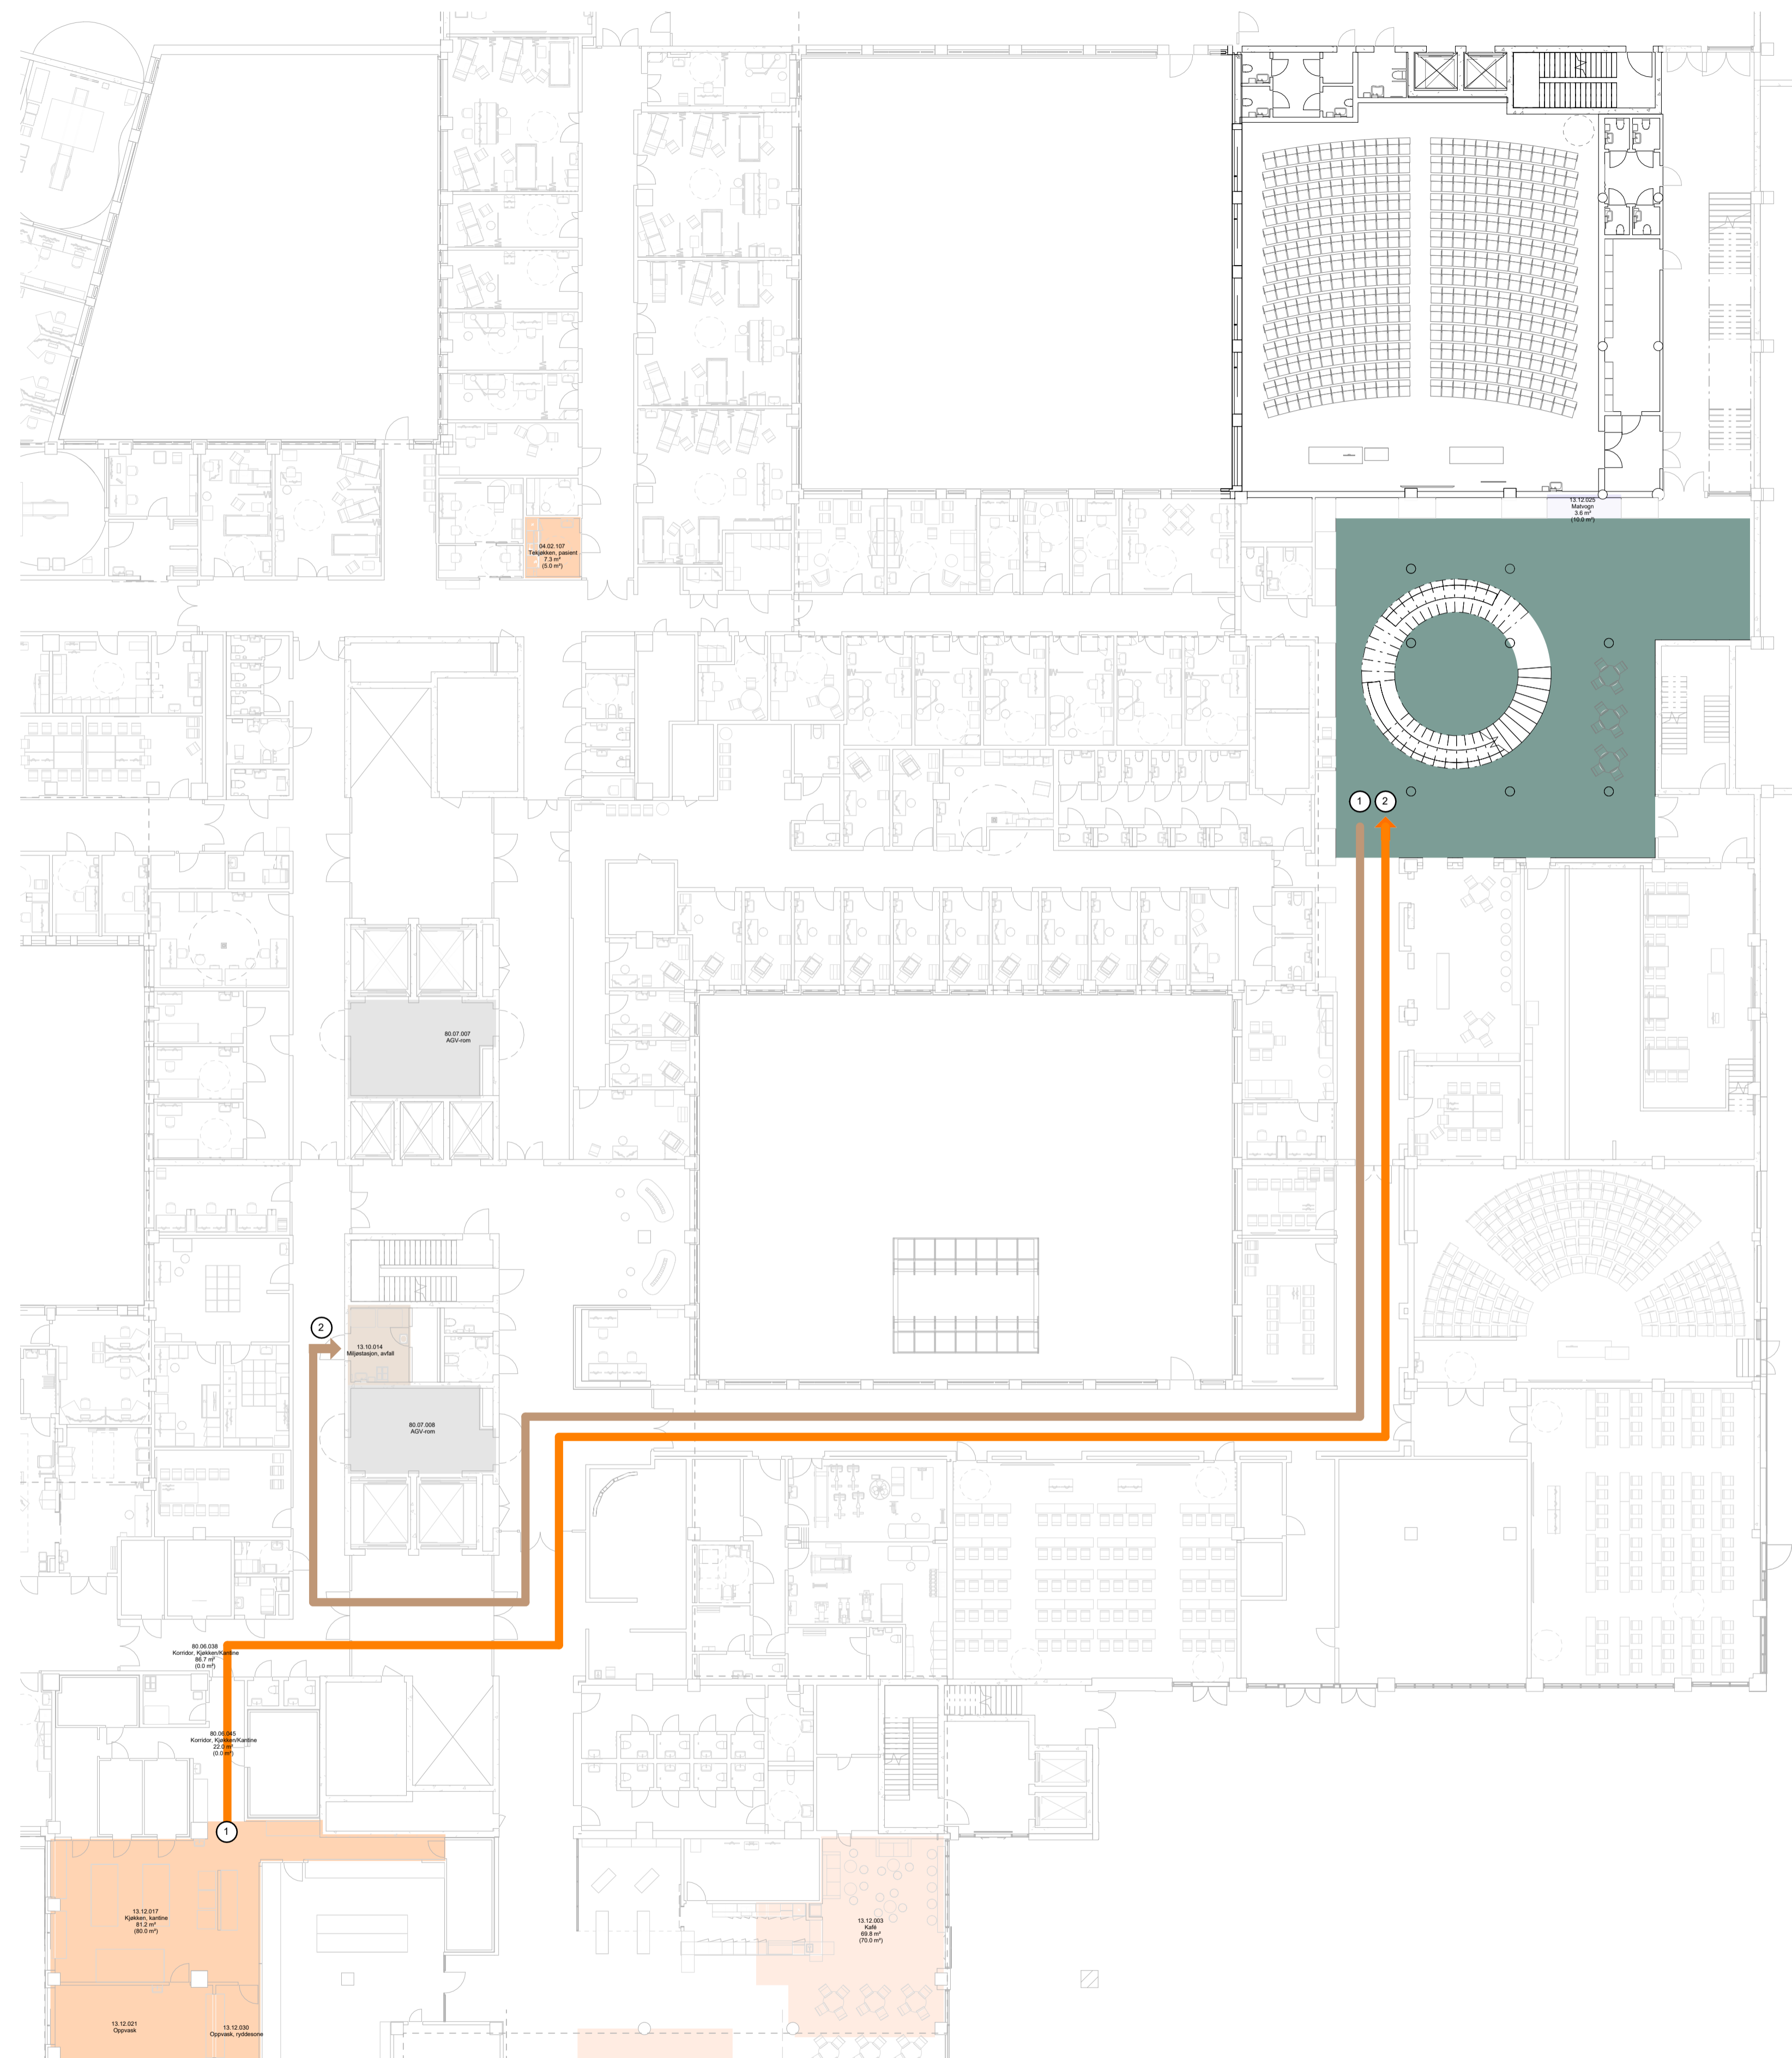 13.12.025
Matvogn
3.6 m²
(10.0 m²)
04.02.107
Tekjøkken, pasient
7.3 m²
(5.0 m²)
1
2
80.07.007
AGV-rom
2
13.10.014
Miljøstasjon, avfall
80.07.008
AGV-rom
80.06.038
Korridor, Kjøkken/Kantine
86.7 m²
(0.0 m²)
80.06.045
Korridor, Kjøkken/Kantine
22.0 m²
(0.0 m²)
1
13.12.017
Kjøkken, kantine
81.2 m²
(80.0 m²)
13.12.003
Kafé
69.8 m²
(70.0 m²)
13.12.021
Oppvask
13.12.030
Oppvask, ryddesone